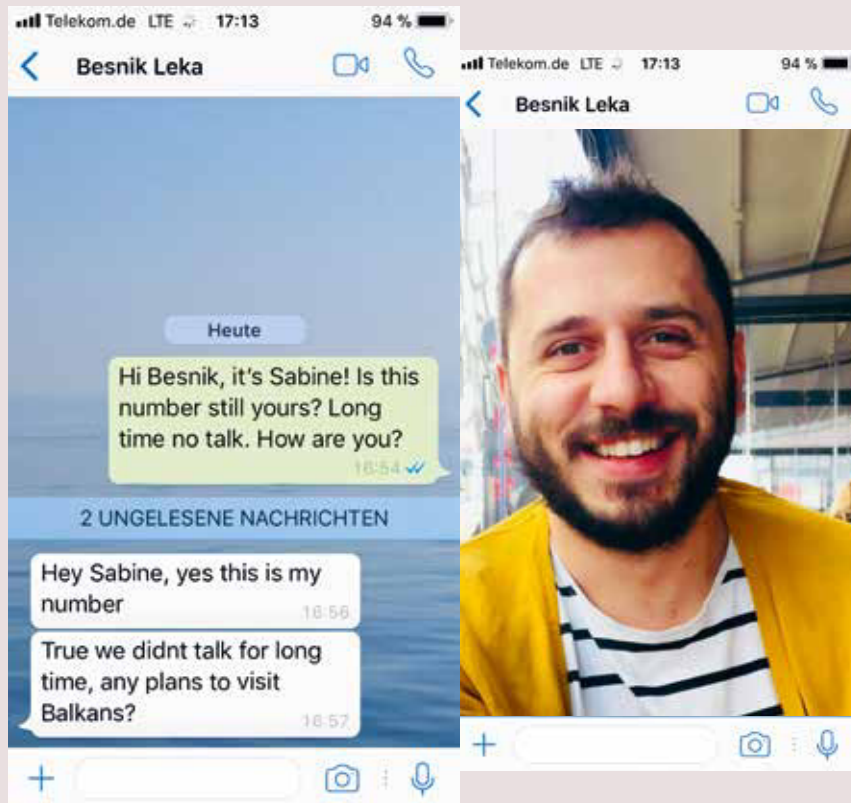 Telekom.de LTE 17:13 94 %
Besnik Leka
Heute
Hi Besnik, it's Sabine! Is this
number still yours? Long
time no talk. How are you?
16:54
2 UNGELESENE NACHRICHTEN
Hey Sabine, yes this is my
number
16:56
True we didnt talk for long
time, any plans to visit
Balkans?
16:57
Telekom.de LTE 17:13 94 %
Besnik Leka